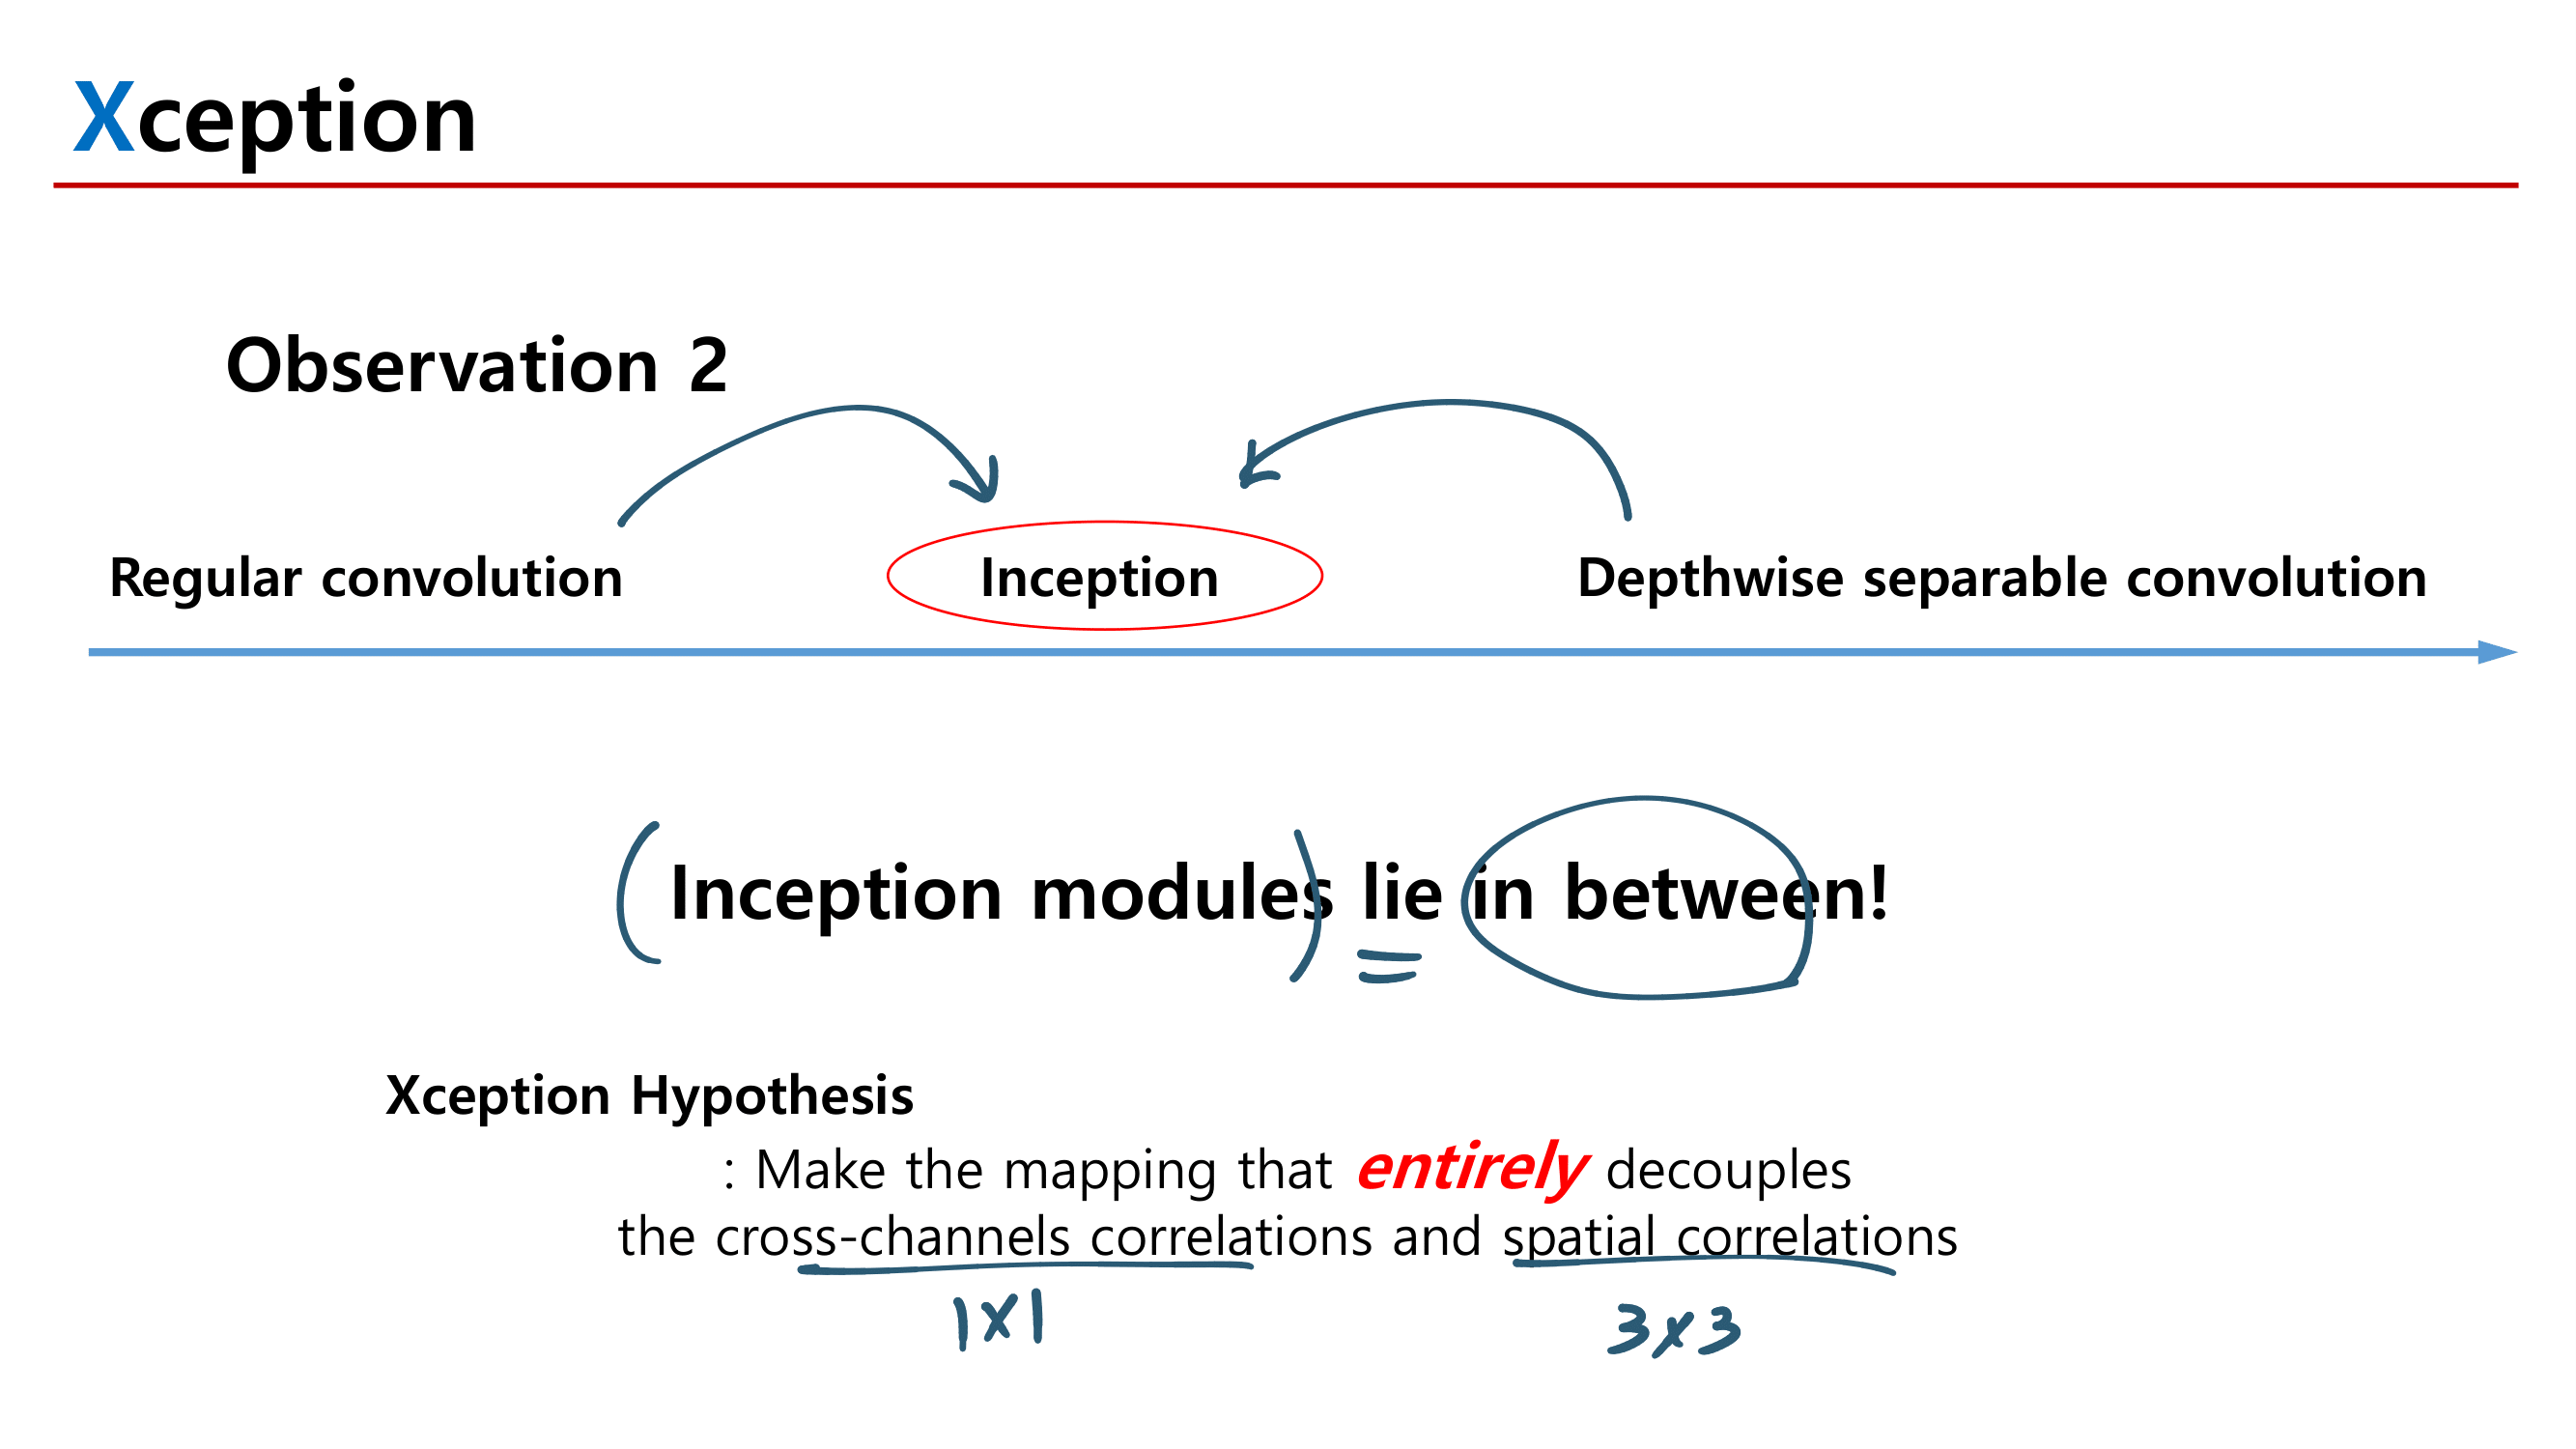 Xception
Observation 2
Regular convolution
Inception
Depthwise separable convolution
(Inception modules) lie in between!
Xception Hypothesis
: Make the mapping that entirely decouples
the cross-channels correlations and spatial correlations
1x1
3x3